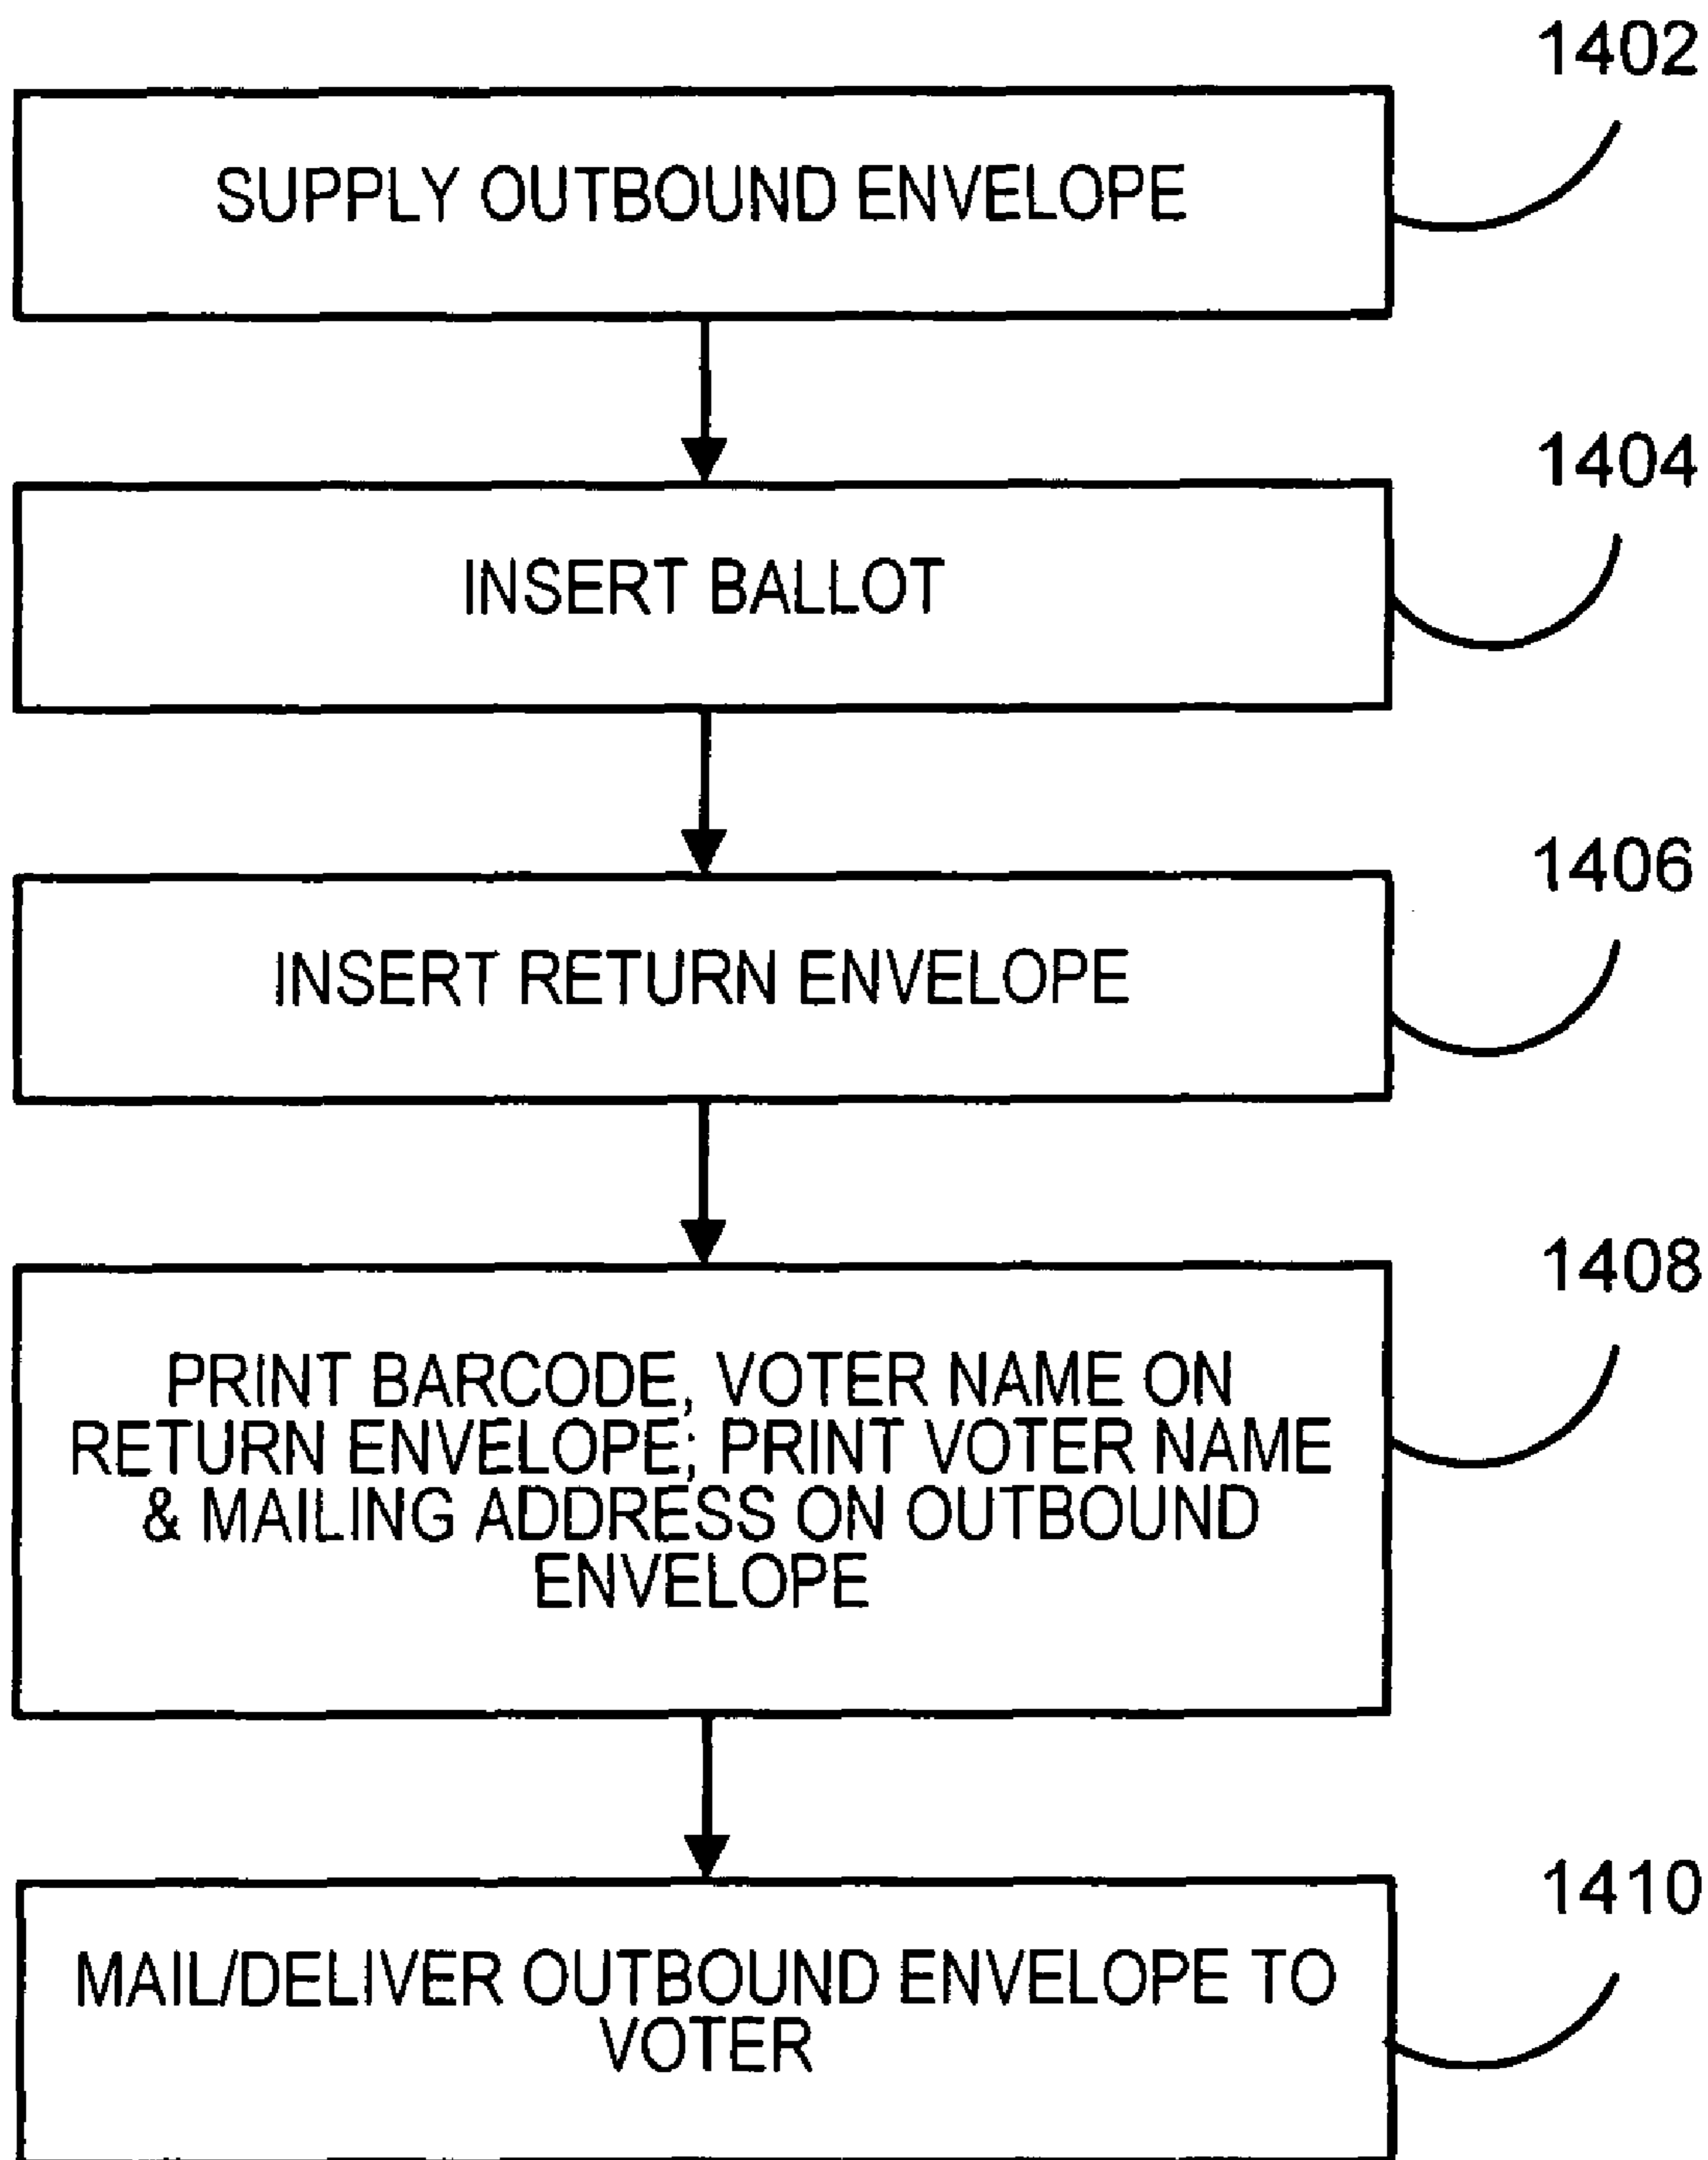 1402
SUPPLY OUTBOUND ENVELOPE
1404
INSERT BALLOT
1406
INSERT RETURN ENVELOPE
1408
PRINT BARCODE, VOTER NAME ON
RETURN ENVELOPE; PRINT VOTER NAME
& MAILING ADDRESS ON OUTBOUND
ENVELOPE
1410
MAIL/DELIVER OUTBOUND ENVELOPE TO
VOTER